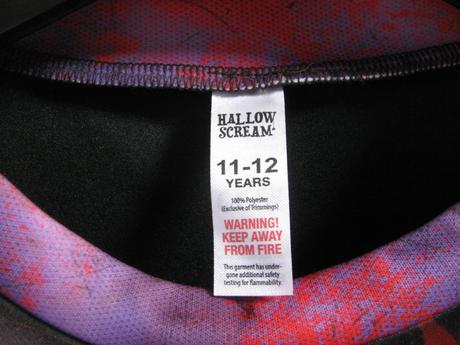 HALLOW
SCREAM
11-12
YEARS
100% Polyester
(Exclusive of Trimmings)
WARNING!
KEEP AWAY
FROM FIRE
This garment has under-
gone additional safety
testing for flammability.